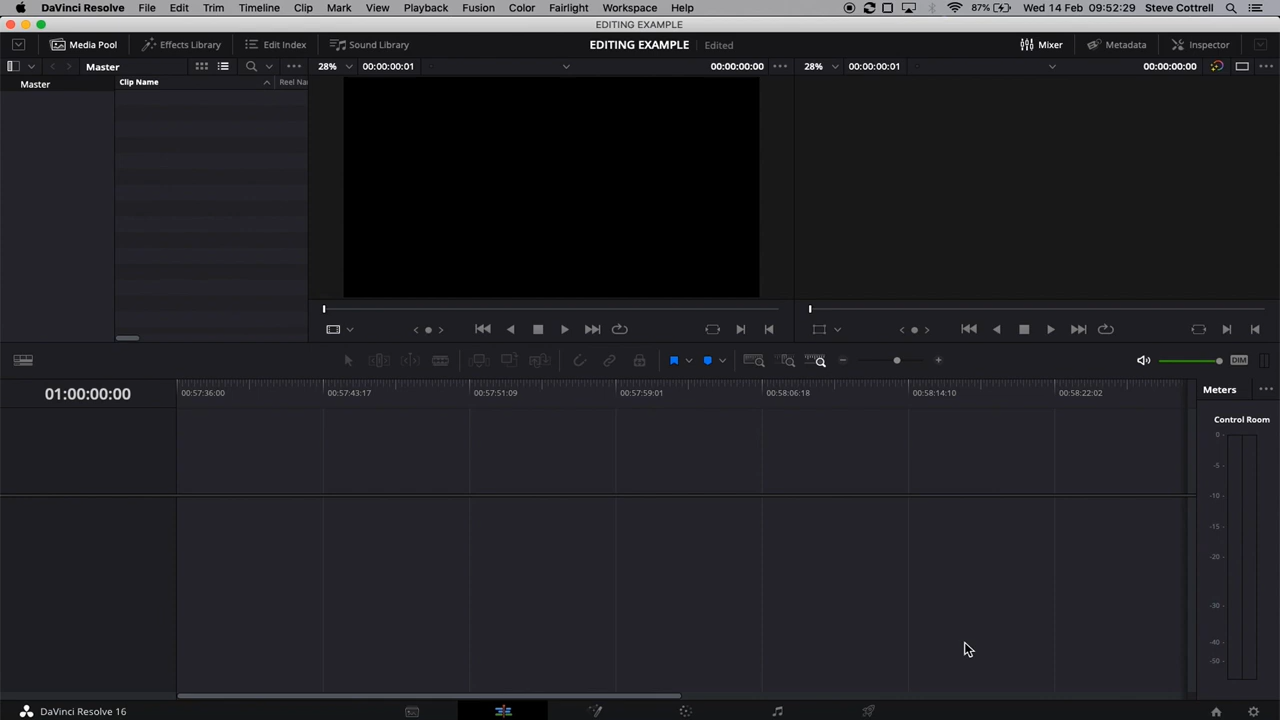 DaVinci Resolve File Edit Trim Timeline Clip Mark View Playback Fusion Color Fairlight Workspace Help 87% Wed 14 Feb 09:52:29 Steve Cottrell
EDITING EXAMPLE
Media Pool Effects Library Edit Index Sound Library EDITING EXAMPLE Edited Mixer Metadata Inspector
Master 28% 00:00:00:01 00:00:00:00 28% 00:00:00:01 00:00:00:00
Master Clip Name Reel Na
DIM
01:00:00:00 00:57:36:00 00:57:43:17 00:57:51:09 00:57:59:01 00:58:06:18 00:58:14:10 00:58:22:02 Meters
Control Room
0
-5
-10
-15
-20
-30
-40
-50
DaVinci Resolve 16